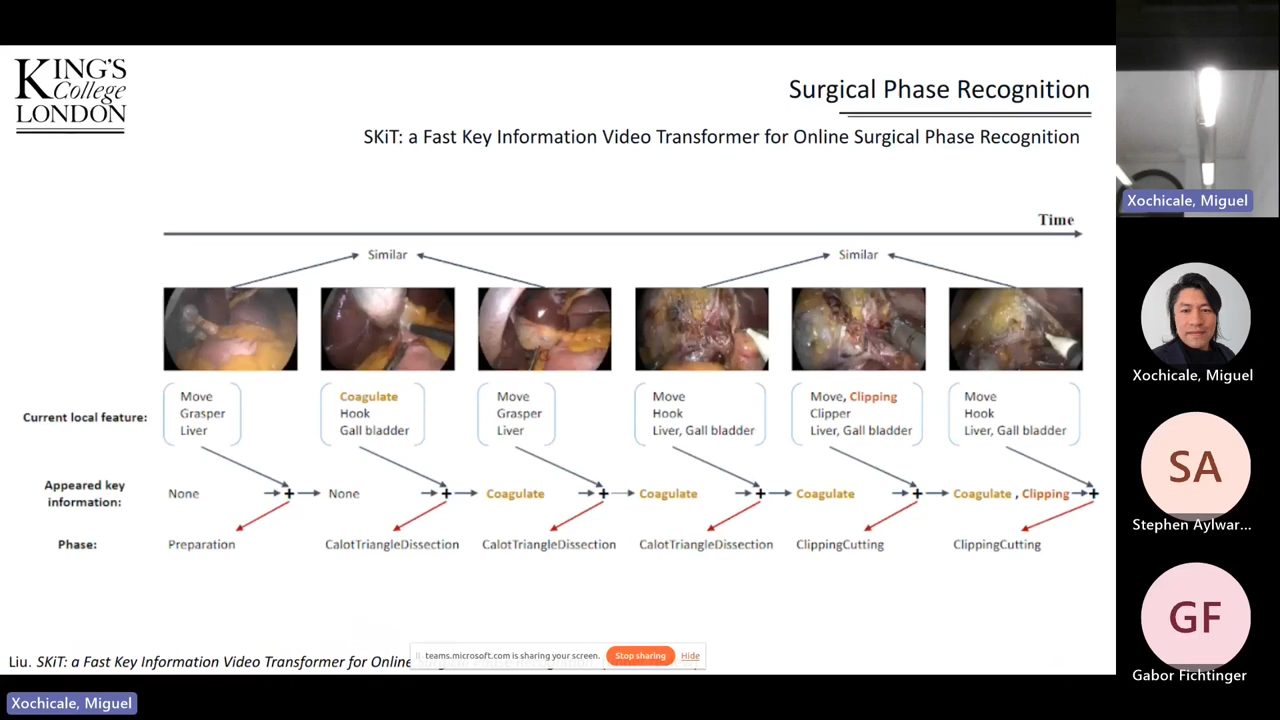 KING'S
College
LONDON
Surgical Phase Recognition
SKiT: a Fast Key Information Video Transformer for Online Surgical Phase Recognition
Time
Similar
Similar
Current local feature:
Move
Grasper
Liver
Coagulate
Hook
Gall bladder
Move
Grasper
Liver
Move
Hook
Liver, Gall bladder
Move, Clipping
Clipper
Liver, Gall bladder
Move
Hook
Liver, Gall bladder
Appeared key
information:
None + None + Coagulate + Coagulate + Coagulate + Coagulate , Clipping +
Phase:
Preparation CalotTriangleDissection CalotTriangleDissection CalotTriangleDissection ClippingCutting ClippingCutting
Liu. SKiT: a Fast Key Information Video Transformer for Online
teams.microsoft.com is sharing your screen. Stop sharing Hide
Xochicale, Miguel
Xochicale, Miguel
Xochicale, Miguel
SA
Stephen Aylwar...
GF
Gabor Fichtinger